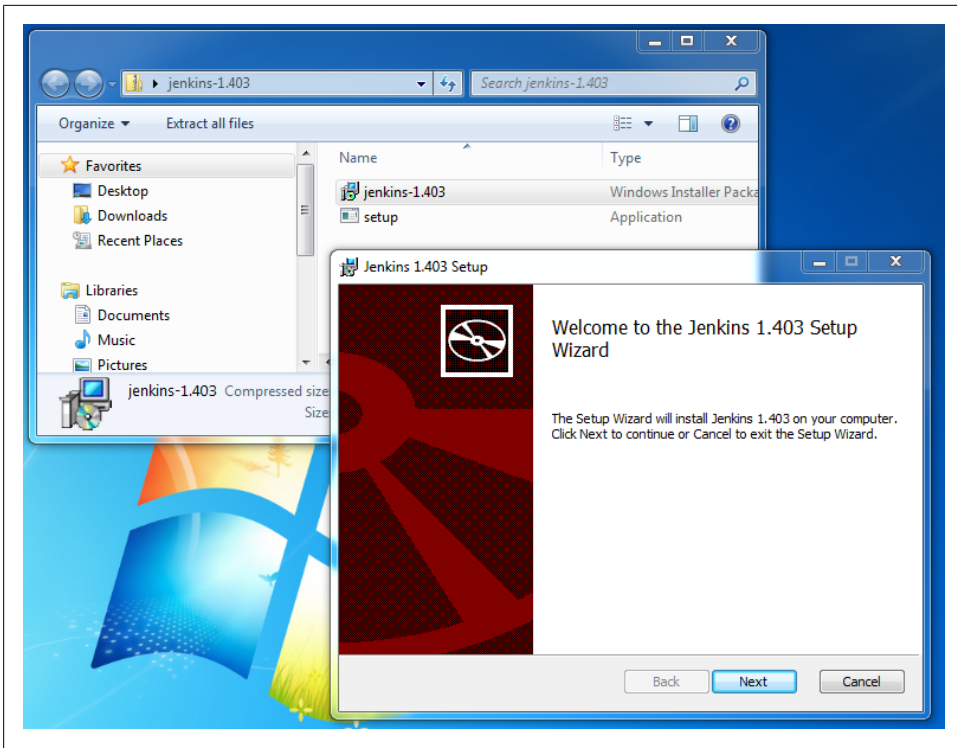 jenkins-1.403
Search jenkins-1.403
Organize
Extract all files
Favorites
Desktop
Downloads
Recent Places
Libraries
Documents
Music
Pictures
Name
Type
jenkins-1.403
Windows Installer Packa
setup
Application
jenkins-1.403 Compressed size
Size
Jenkins 1.403 Setup
Welcome to the Jenkins 1.403 Setup
Wizard
The Setup Wizard will install Jenkins 1.403 on your computer.
Click Next to continue or Cancel to exit the Setup Wizard.
Back
Next
Cancel